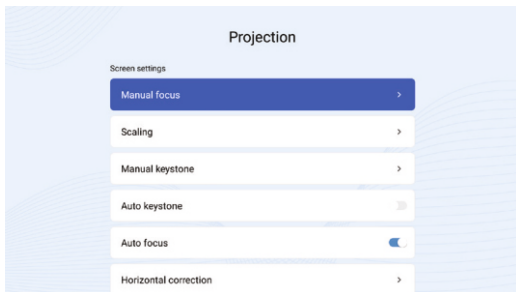 Projection
Screen settings
Manual focus
Scaling
Manual keystone
Auto keystone
Auto focus
Horizontal correction